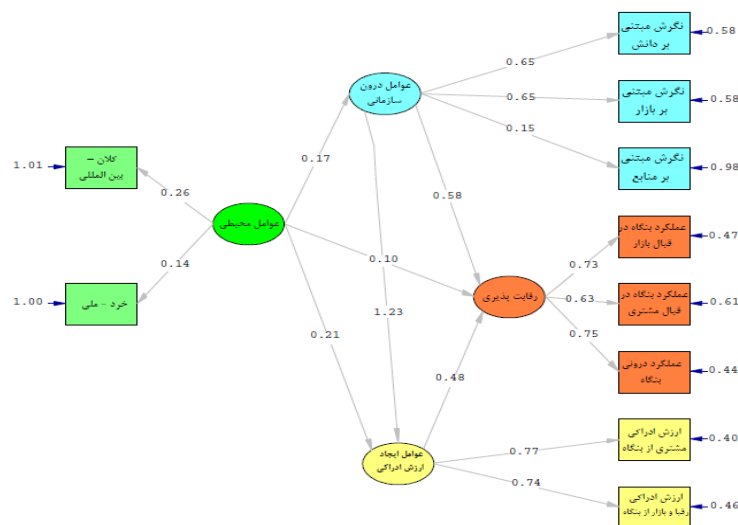 نگرش مبتنی
بر دانش
0.58
0.65
عوامل درون
سازمانی
نگرش مبتنی
بر بازار
0.58
0.65
0.15
نگرش مبتنی
بر منابع
0.98
1.01
کلان –
بین المللی
0.26
0.17
0.58
عوامل محیطی
عملکرد بنگاه در
قبال بازار
0.47
0.10
0.73
1.00
خرد - ملی
0.14
0.21
1.23
رقابت پذیری
0.63
عملکرد بنگاه در
قبال مشتری
0.61
0.75
عملکرد درونی
بنگاه
0.44
0.48
ارزش ادراکی
مشتری از بنگاه
0.40
0.77
عوامل ایجاد
ارزش ادراکی
0.74
ارزش ادراکی
رقبا و بازار از بنگاه
0.46